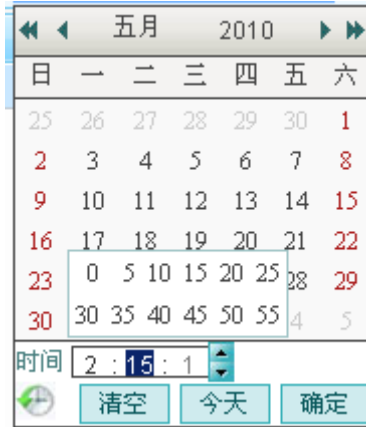 五月 2010
日 一 二 三 四 五 六
25 26 27 28 29 30 1
2 3 4 5 6 7 8
9 10 11 12 13 14 15
16 17 18 19 20 21 22
23 28 29
0 5 10 15 20 25
30 4 5
30 35 40 45 50 55
时间 2 : 15 : 1
清空 今天 确定